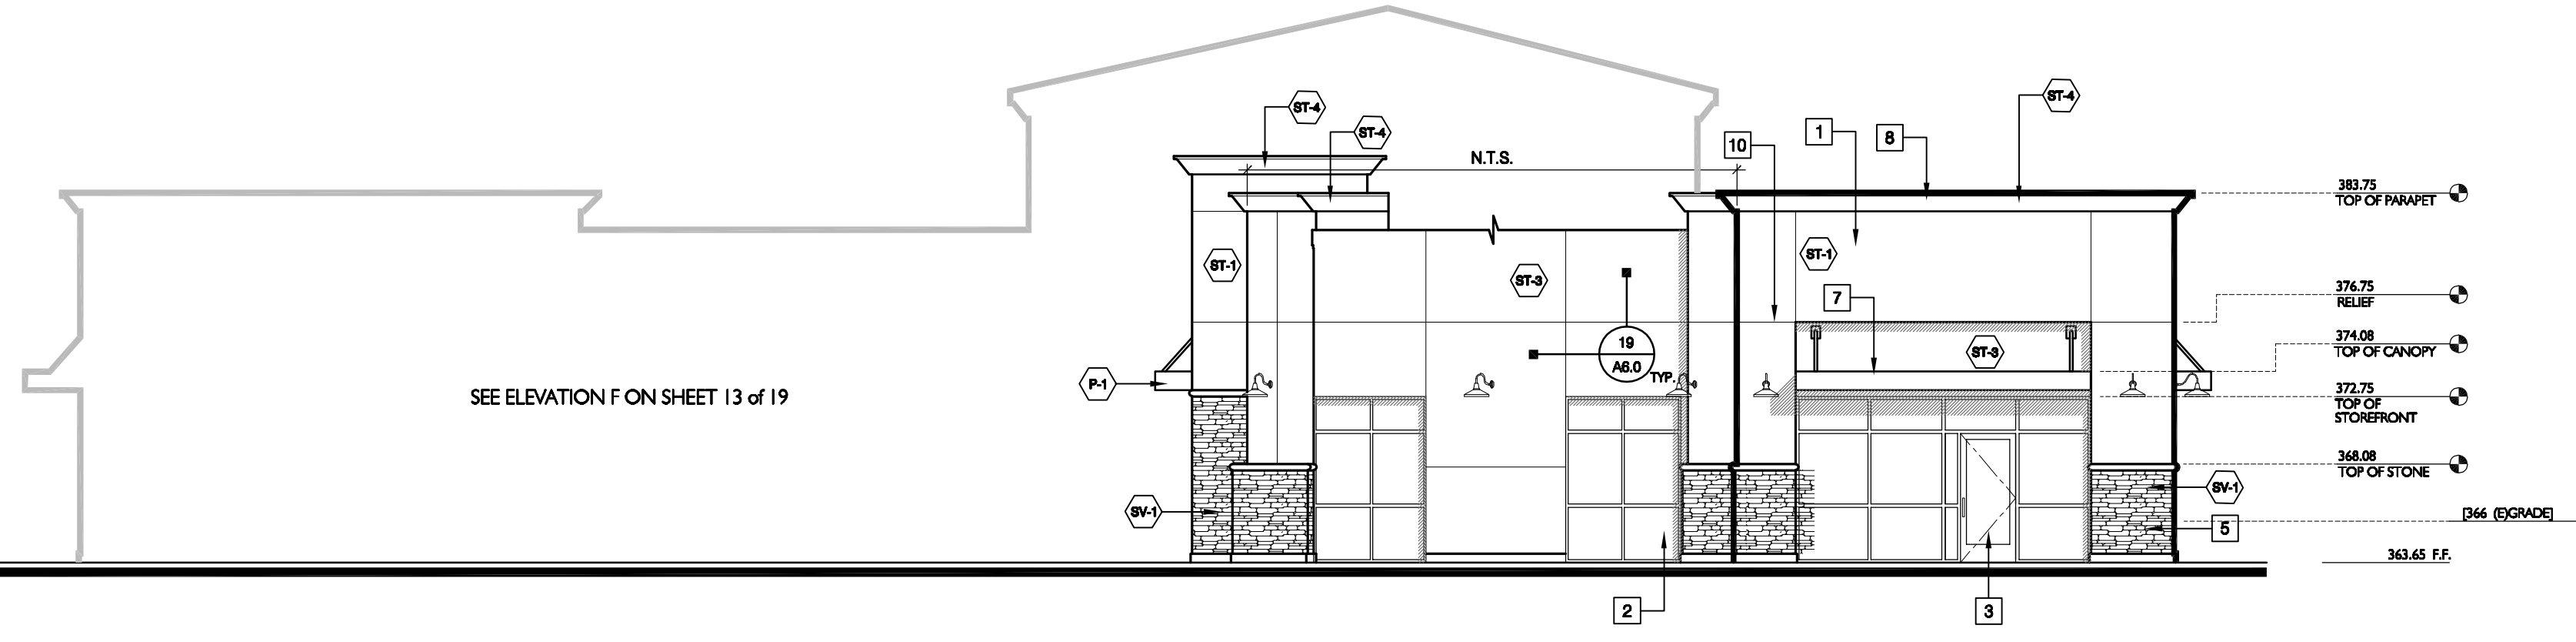 ST-4
ST-4
ST-4
N.T.S.
10
1
8
383.75
TOP OF PARAPET
ST-1
ST-3
ST-1
7
376.75
RELIEF
19
A6.0
TYP.
ST-3
374.08
TOP OF CANOPY
P-1
SEE ELEVATION F ON SHEET 13 of 19
372.75
TOP OF
STOREFRONT
368.08
TOP OF STONE
SV-1
SV-1
[366 (E)GRADE]
5
363.65 F.F.
2
3